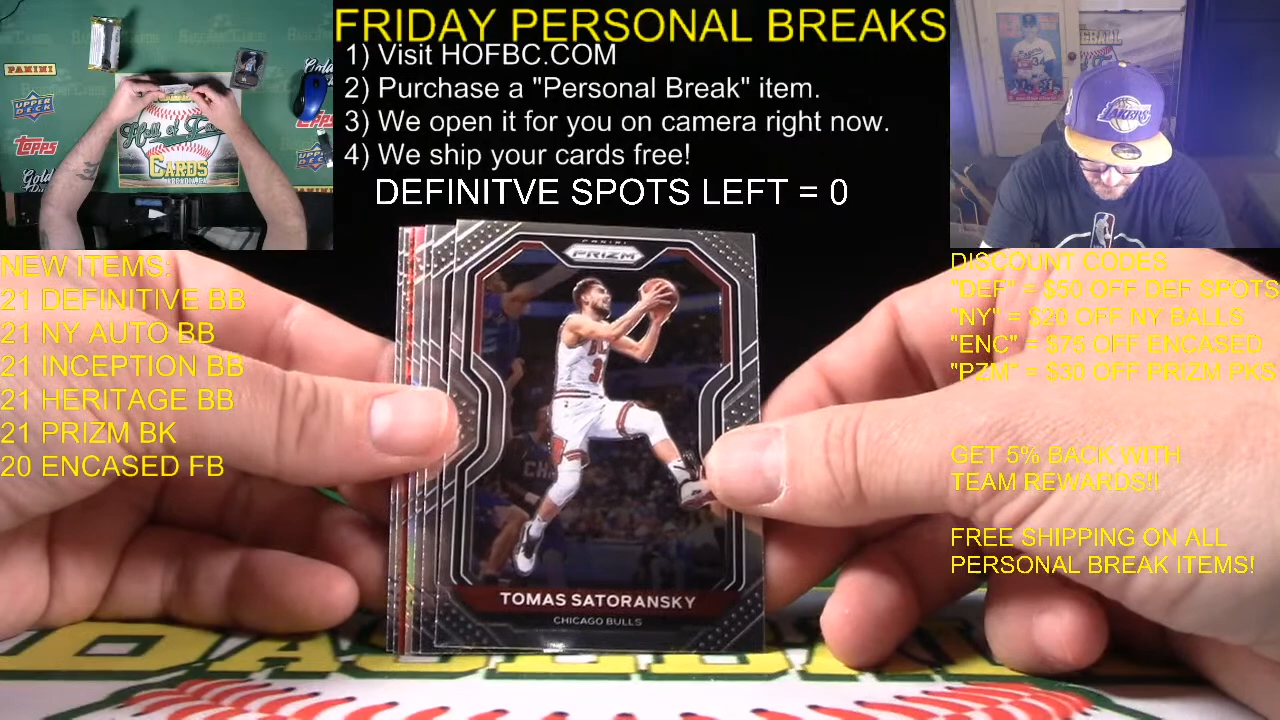 FRIDAY PERSONAL BREAKS
1) Visit HOFBC.COM
2) Purchase a "Personal Break" item.
3) We open it for you on camera right now.
4) We ship your cards free!
DEFINITVE SPOTS LEFT = 0
NEW ITEMS:
21 DEFINITIVE BB
21 NY AUTO BB
21 INCEPTION BB
21 HERITAGE BB
21 PRIZM BK
20 ENCASED FB
DISCOUNT CODES
"DEF" = $50 OFF DEF SPOTS
"NY" = $20 OFF NY BALLS
"ENC" = $75 OFF ENCASED
"PZM" = $30 OFF PRIZM PKS
GET 5% BACK WITH
TEAM REWARDS!!
FREE SHIPPING ON ALL
PERSONAL BREAK ITEMS!
PANINI
PRIZM
TOMAS SATORANSKY
CHICAGO BULLS
PANINI
UPPER
DECK
TOPPS
Gold
CARDS
LAKERS